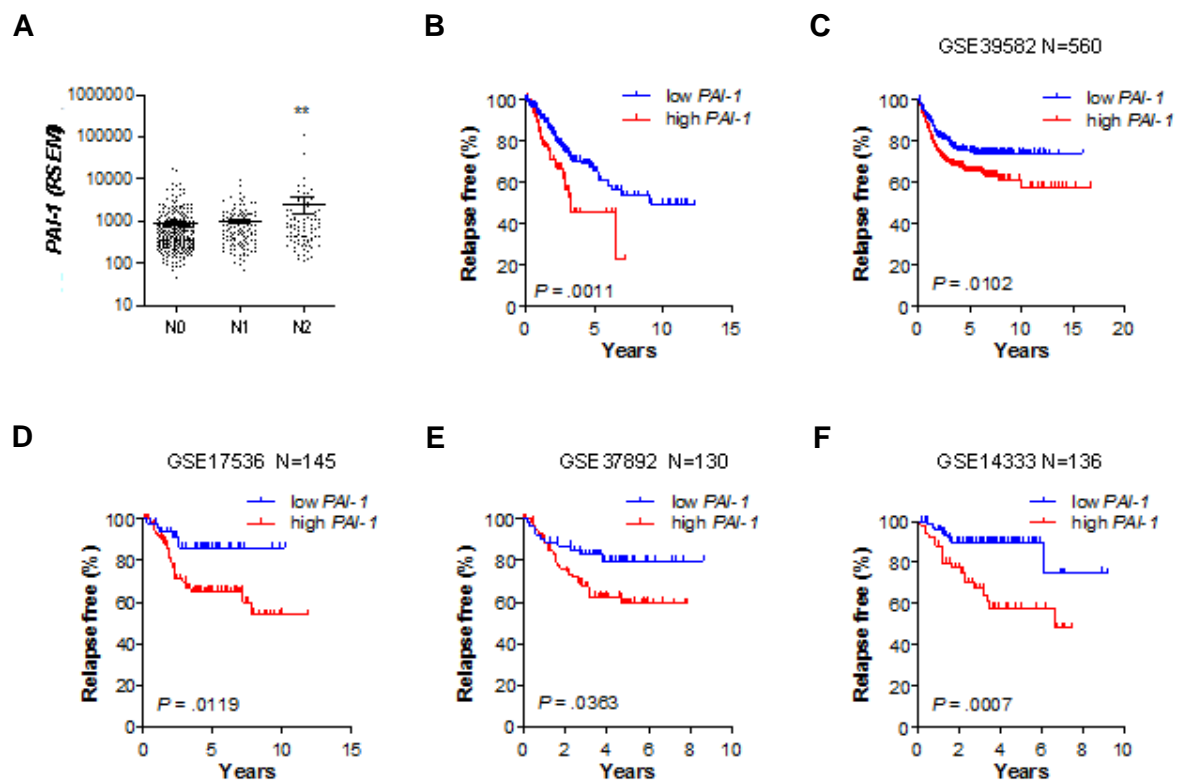 A
PAI-1 (RSEM)
1000000
100000
10000
1000
100
10
**
N0 N1 N2
B
low PAI-1
high PAI-1
Relapse free (%)
100
80
60
40
20
0
P = .0011
0 5 10 15
Years
C
GSE39582 N=560
low PAI-1
high PAI-1
Relapse free (%)
100
80
60
40
20
0
P = .0102
0 5 10 15 20
Years
D
GSE17536 N=145
low PAI-1
high PAI-1
Relapse free (%)
100
80
60
40
20
0
P = .0119
0 5 10 15
Years
E
GSE37892 N=130
low PAI-1
high PAI-1
Relapse free (%)
100
80
60
40
20
0
P = .0363
0 2 4 6 8 10
Years
F
GSE14333 N=136
low PAI-1
high PAI-1
Relapse free (%)
100
80
60
40
20
0
P = .0007
0 2 4 6 8 10
Years